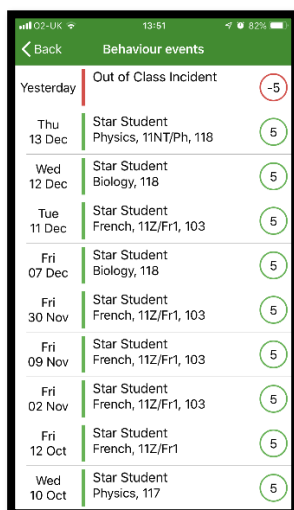 O2-UK 13:51 82%
Back Behaviour events
Yesterday Out of Class Incident -5
Thu Star Student
13 Dec Physics, 11NT/Ph, 118 5
Wed Star Student
12 Dec Biology, 118 5
Tue Star Student
11 Dec French, 11Z/Fr1, 103 5
Fri Star Student
07 Dec Biology, 118 5
Fri Star Student
30 Nov French, 11Z/Fr1, 103 5
Fri Star Student
09 Nov French, 11Z/Fr1, 103 5
Fri Star Student
02 Nov French, 11Z/Fr1, 103 5
Fri Star Student
12 Oct French, 11Z/Fr1 5
Wed Star Student
10 Oct Physics, 117 5